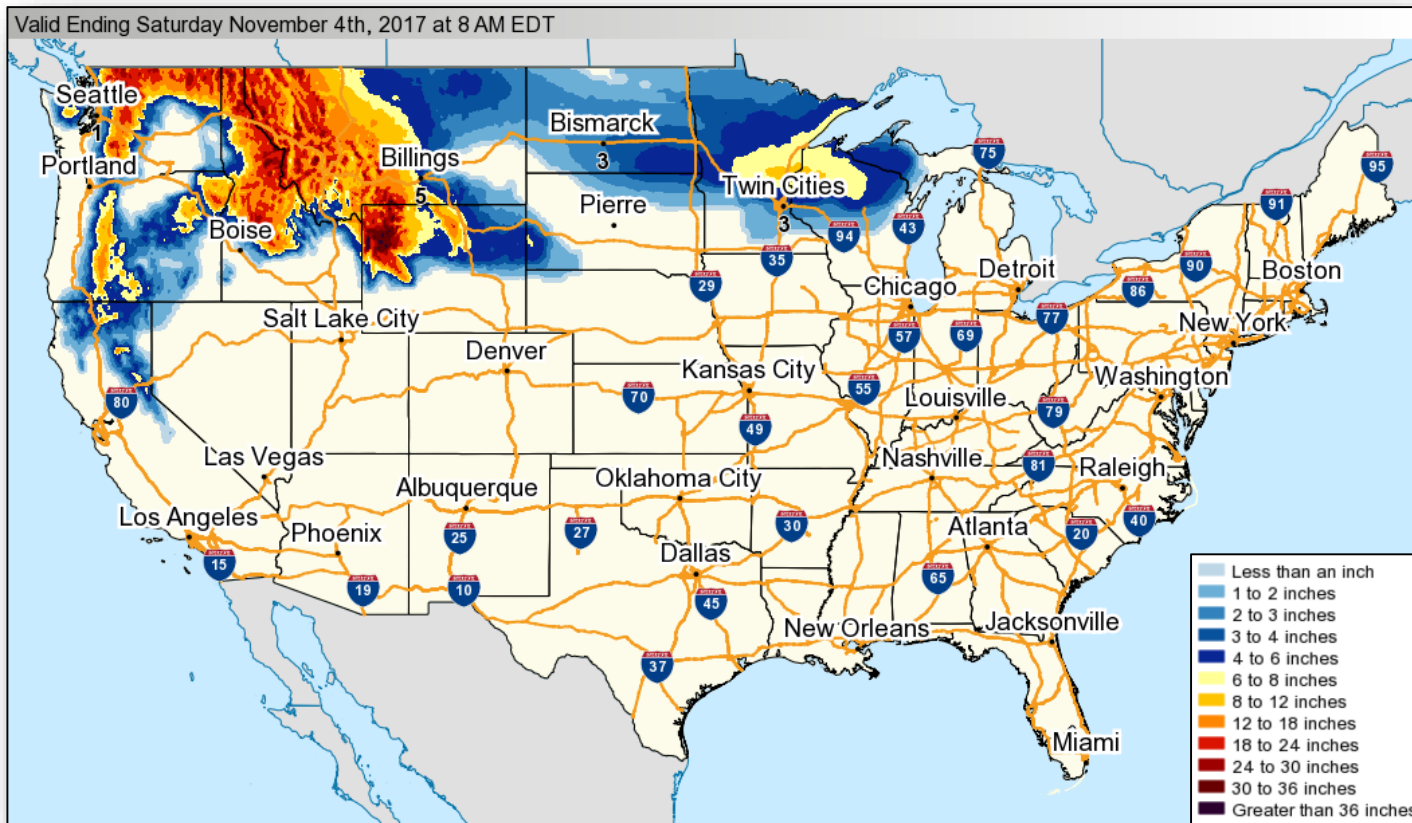 Valid Ending Saturday November 4th, 2017 at 8 AM EDT
Seattle
1
Portland
Boise
Billings
5
Bismarck
3
Pierre
Twin Cities
3
75
95
91
94
43
35
29
90
86
Boston
Detroit
Chicago
77
New York
Salt Lake City
57
69
Denver
Kansas City
Washington
80
70
55
Louisville
79
49
Las Vegas
Nashville
81
Raleigh
Albuquerque
Oklahoma City
Los Angeles
Phoenix
25
27
30
Atlanta
20
40
15
Dallas
19
10
65
45
New Orleans
Jacksonville
37
Miami
Less than an inch
1 to 2 inches
2 to 3 inches
3 to 4 inches
4 to 6 inches
6 to 8 inches
8 to 12 inches
12 to 18 inches
18 to 24 inches
24 to 30 inches
30 to 36 inches
Greater than 36 inches